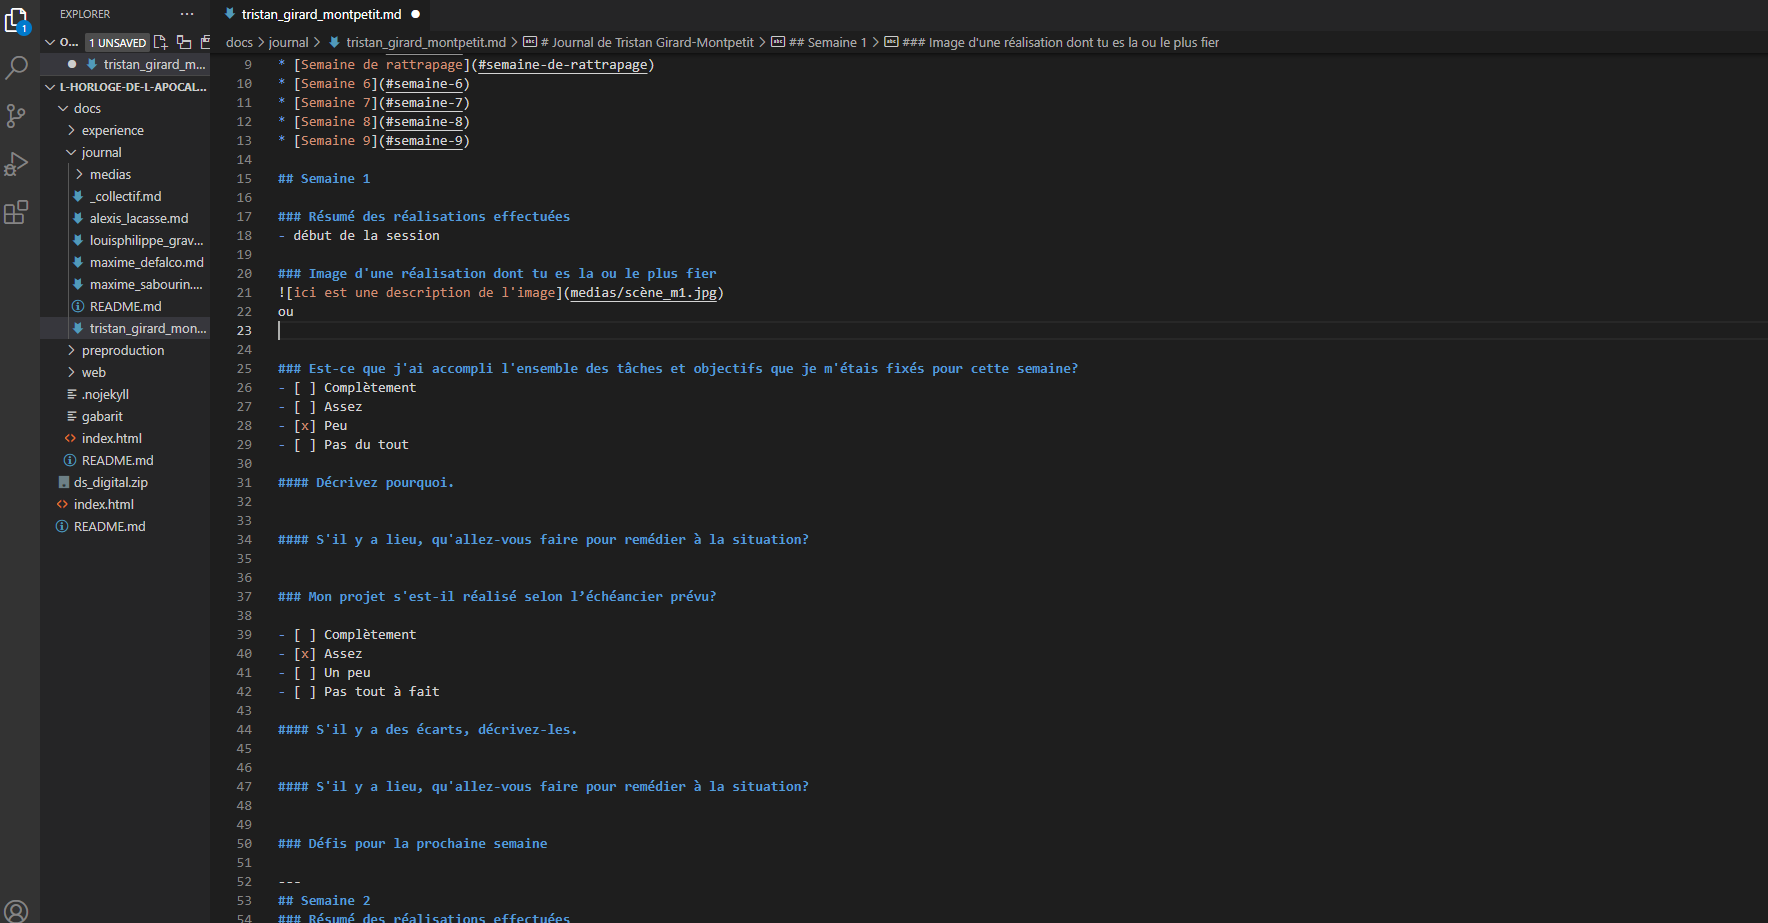 EXPLORER
···
tristan_girard_montpetit.md
1
O...
1 UNSAVED
docs > journal > tristan_girard_montpetit.md > # Journal de Tristan Girard-Montpetit > ## Semaine 1 > ### Image d'une réalisation dont tu es la ou le plus fier
tristan_girard_m...
L-HORLOGE-DE-L-APOCAL...
docs
experience
journal
medias
_collectif.md
alexis_lacasse.md
louisphilippe_grav...
maxime_defalco.md
maxime_sabourin....
README.md
tristan_girard_mon...
preproduction
web
.nojekyll
gabarit
index.html
README.md
ds_digital.zip
index.html
README.md
9 * [Semaine de rattrapage](#semaine-de-rattrapage)
10 * [Semaine 6](#semaine-6)
11 * [Semaine 7](#semaine-7)
12 * [Semaine 8](#semaine-8)
13 * [Semaine 9](#semaine-9)
14
15 ## Semaine 1
16
17 ### Résumé des réalisations effectuées
18 - début de la session
19
20 ### Image d'une réalisation dont tu es la ou le plus fier
21 ![ici est une description de l'image](medias/scène_m1.jpg)
22 ou
23
24
25 ### Est-ce que j'ai accompli l'ensemble des tâches et objectifs que je m'étais fixés pour cette semaine?
26 - [ ] Complètement
27 - [ ] Assez
28 - [x] Peu
29 - [ ] Pas du tout
30
31 #### Décrivez pourquoi.
32
33
34 #### S'il y a lieu, qu'allez-vous faire pour remédier à la situation?
35
36
37 ### Mon projet s'est-il réalisé selon l’échéancier prévu?
38
39 - [ ] Complètement
40 - [x] Assez
41 - [ ] Un peu
42 - [ ] Pas tout à fait
43
44 #### S'il y a des écarts, décrivez-les.
45
46
47 #### S'il y a lieu, qu'allez-vous faire pour remédier à la situation?
48
49
50 ### Défis pour la prochaine semaine
51
52 ---
53 ## Semaine 2
54 ### Résumé des réalisations effectuées